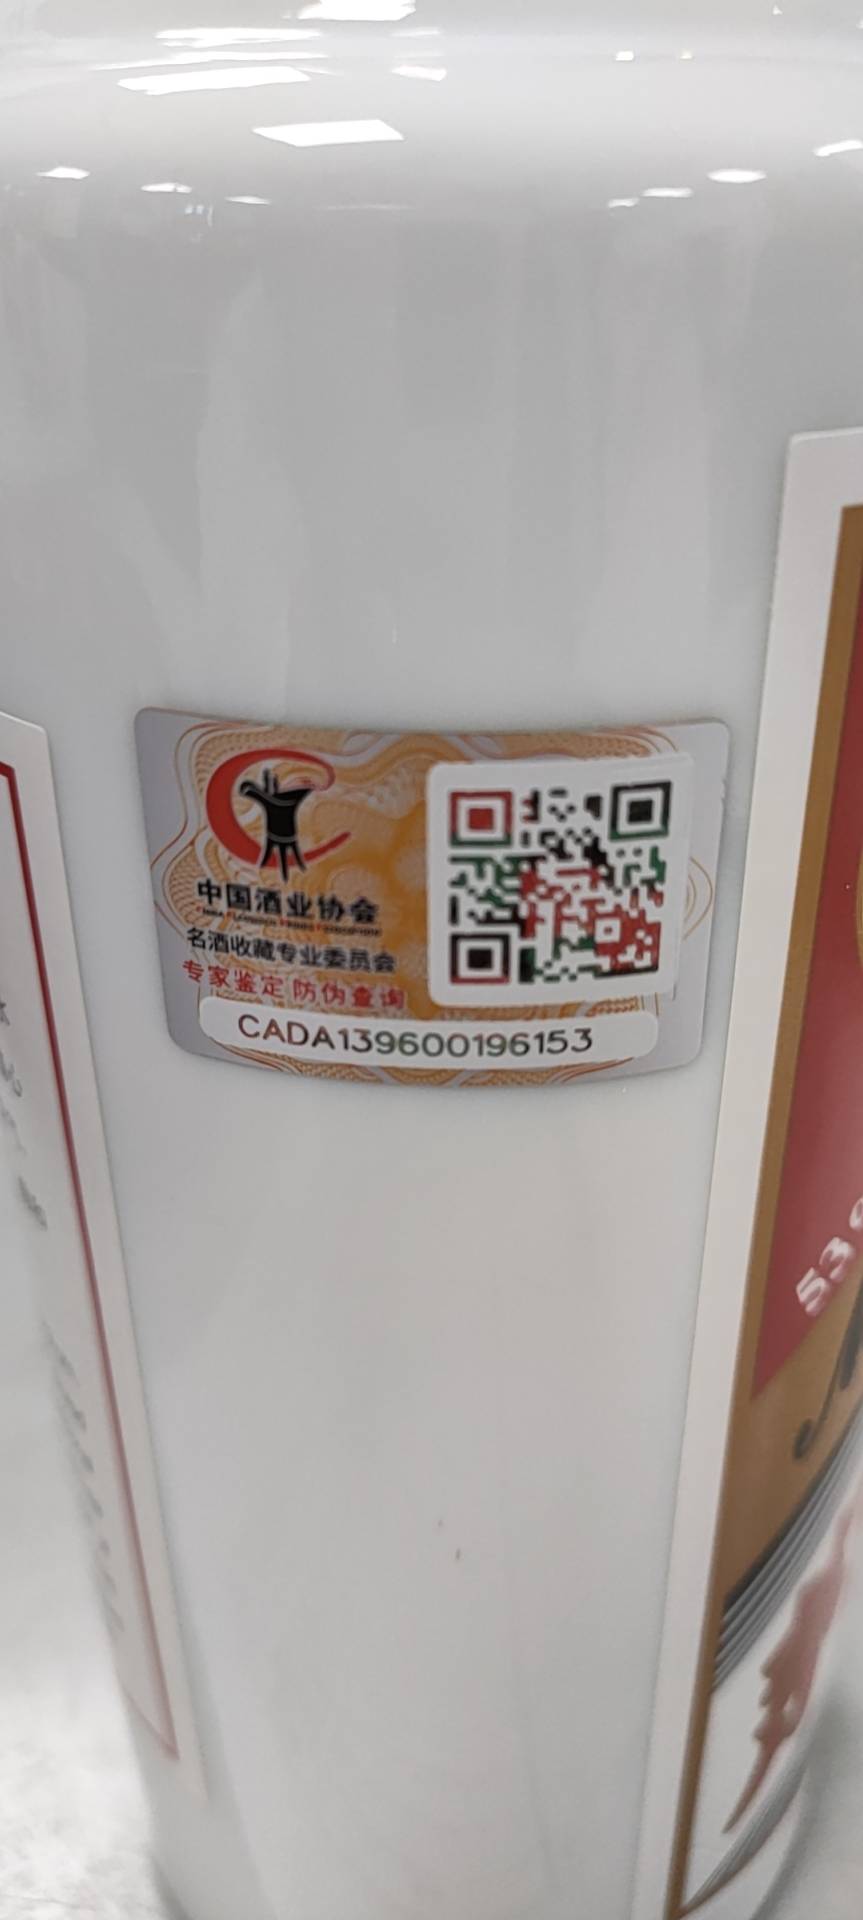 中国酒业协会
名酒收藏专业委员会
专家鉴定 防伪查询
CADA139600196153
53